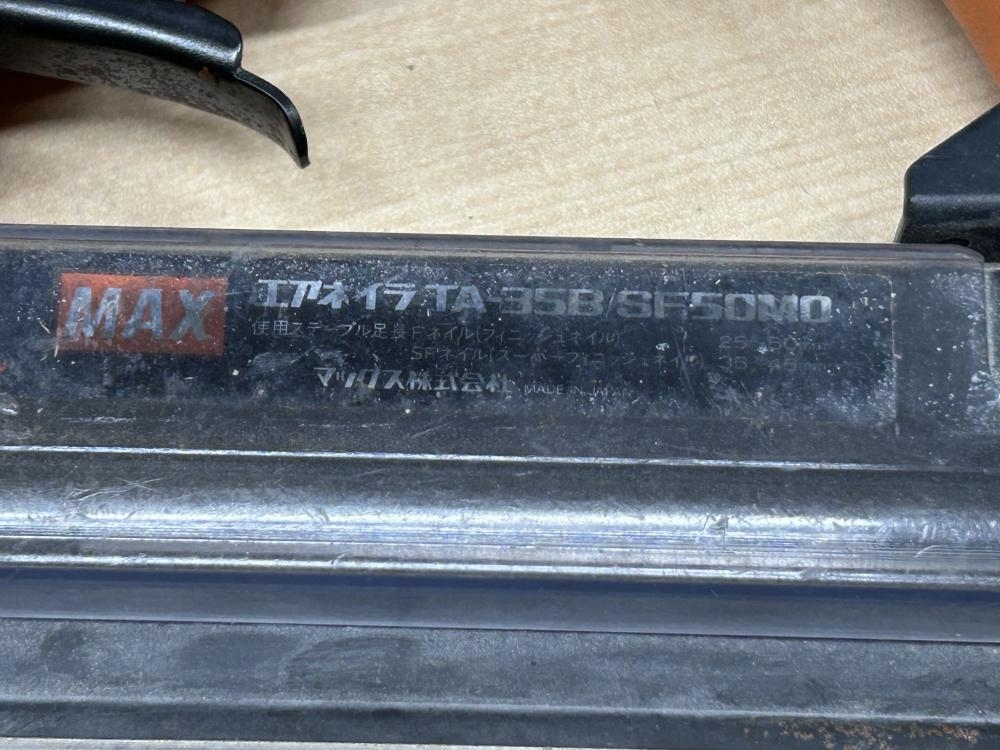 MAX
エアネイラ TA-35B/SF50MO
使用ステープル足長 Fネイル(フィニッシュネイル) 25
SFネイル(スーパーフィニッシュネイル) 35
マックス株式会社 MADE IN JAPAN